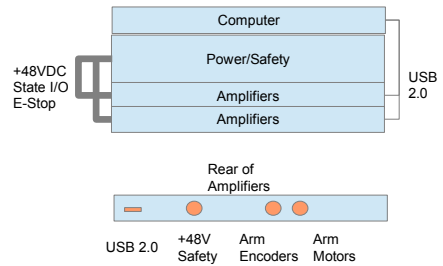 Computer
Power/Safety
+48VDC
State I/O
E-Stop
USB
2.0
Amplifiers
Amplifiers
Rear of
Amplifiers
USB 2.0
+48V
Safety
Arm
Encoders
Arm
Motors